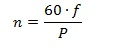 n = 60 · f / P